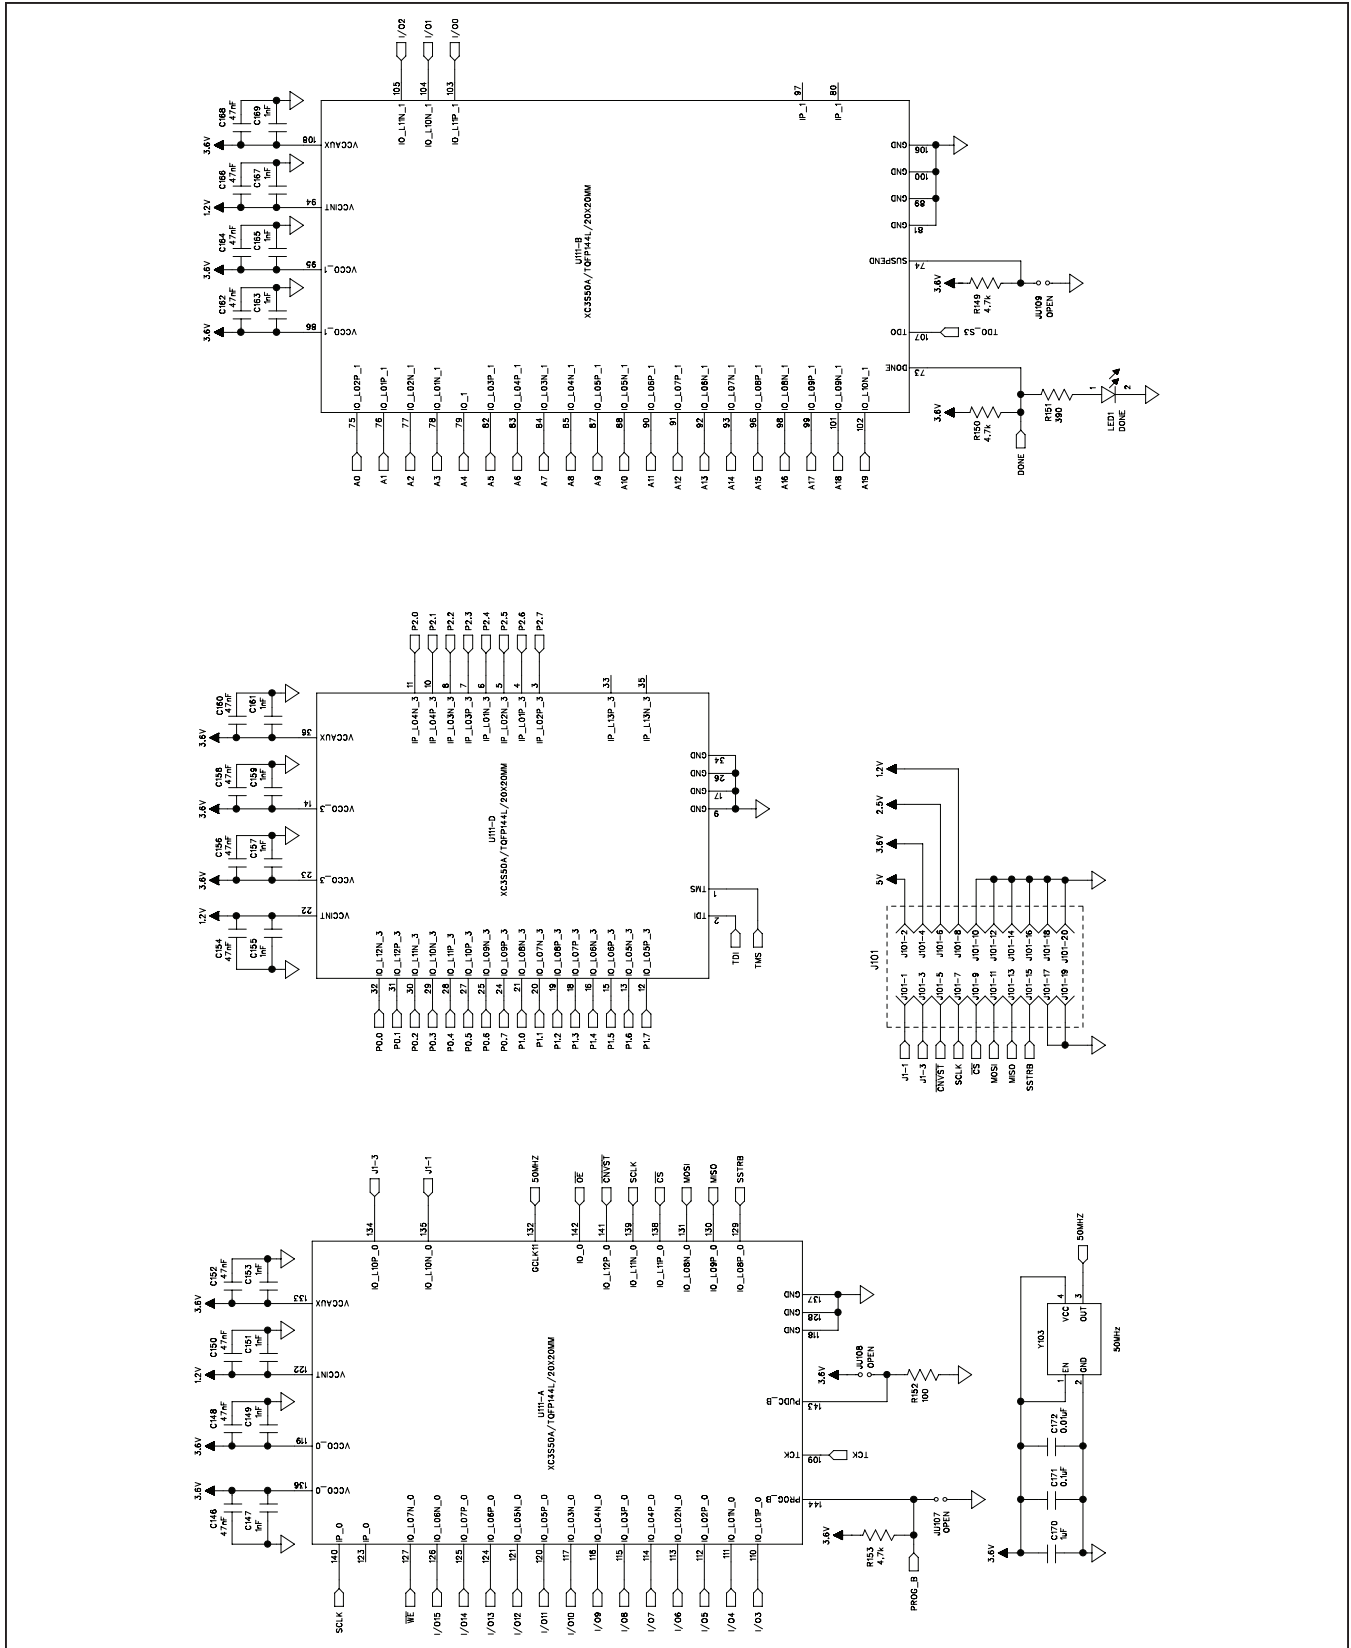 I/O2
I/O1
I/O0
105
104
103
97
80
IO_L11N_1
IO_L10N_1
IO_L11P_1
IP_1
IP_1
C168
47nF
C169
1nF
3.6V
108
VCCAUX
C166
47nF
C167
1nF
1.2V
94
VCCINT
C164
47nF
C165
1nF
3.6V
95
VCCO_1
C162
47nF
C163
1nF
3.6V
86
VCCO_1
U111-B
XC3S50A/TQFP144L/20X20MM
GND
106
GND
100
GND
89
GND
81
SUSPEND
74
3.6V
R149
4.7k
JU109
OPEN
TDO
107
TDO_S3
DONE
73
3.6V
R150
4.7k
DONE
R151
390
1
2
LED1
DONE
IO_L02P_1
75
A0
IO_L01P_1
76
A1
IO_L02N_1
77
A2
IO_L01N_1
78
A3
IO_1
79
A4
IO_L03P_1
82
A5
IO_L04P_1
83
A6
IO_L03N_1
84
A7
IO_L04N_1
85
A8
IO_L05P_1
87
A9
IO_L05N_1
88
A10
IO_L06P_1
90
A11
IO_L07P_1
91
A12
IO_L06N_1
92
A13
IO_L07N_1
93
A14
IO_L08P_1
96
A15
IO_L08N_1
98
A16
IO_L09P_1
99
A17
IO_L09N_1
101
A18
IO_L10N_1
102
A19
P2.0
11
IP_L04N_3
P2.1
10
IP_L04P_3
P2.2
8
IP_L03N_3
P2.3
7
IP_L03P_3
P2.4
6
IP_L01N_3
P2.5
5
IP_L02N_3
P2.6
4
IP_L01P_3
P2.7
3
IP_L02P_3
33
IP_L13P_3
35
IP_L13N_3
C160
47nF
C161
1nF
3.6V
36
VCCAUX
C158
47nF
C159
1nF
3.6V
14
VCCO_3
C156
47nF
C157
1nF
3.6V
23
VCCO_3
1.2V
22
VCCINT
C154
47nF
C155
1nF
U111-D
XC3S50A/TQFP144L/20X20MM
GND
34
GND
26
GND
17
GND
9
TMS
1
TDI
2
TDI
TMS
IO_L12N_3
32
P0.0
IO_L12P_3
31
P0.1
IO_L11N_3
30
P0.2
IO_L10N_3
29
P0.3
IO_L11P_3
28
P0.4
IO_L10P_3
27
P0.5
IO_L09N_3
25
P0.6
IO_L09P_3
24
P0.7
IO_L08N_3
21
P1.0
IO_L07N_3
20
P1.1
IO_L08P_3
19
P1.2
IO_L07P_3
18
P1.3
IO_L06N_3
16
P1.4
IO_L06P_3
15
P1.5
IO_L05N_3
13
P1.6
IO_L05P_3
12
P1.7
1.2V
2.5V
3.6V
5V
J101
J101-1
J101-2
J101-3
J101-4
J101-5
J101-6
J101-7
J101-8
J101-9
J101-10
J101-11
J101-12
J101-13
J101-14
J101-15
J101-16
J101-17
J101-18
J101-19
J101-20
J1-1
J1-3
CNVST
SCLK
CS
MOSI
MISO
SSTRB
J1-3
134
IO_L10P_0
J1-1
135
IO_L10N_0
50MHZ
132
GCLK11
OE
142
IO_0
CNVST
141
IO_L12P_0
SCLK
139
IO_L11N_0
CS
138
IO_L11P_0
MOSI
131
IO_L08N_0
MISO
130
IO_L09P_0
SSTRB
129
IO_L08P_0
C152
47nF
C153
1nF
3.6V
133
VCCAUX
C150
47nF
C151
1nF
1.2V
122
VCCINT
C148
47nF
C149
1nF
3.6V
119
VCCO_0
3.6V
136
VCCO_0
C146
47nF
C147
1nF
U111-A
XC3S50A/TQFP144L/20X20MM
GND
137
GND
128
GND
118
PUDC_B
143
3.6V
JU108
OPEN
R152
100
TCK
109
TCK
PROG_B
144
3.6V
R153
4.7k
PROG_B
JU107
OPEN
IP_0
140
SCLK
IP_0
123
IO_L07N_0
127
WE
IO_L06N_0
126
I/O15
IO_L07P_0
125
I/O14
IO_L06P_0
124
I/O13
IO_L05N_0
121
I/O12
IO_L05P_0
120
I/O11
IO_L03N_0
117
I/O10
IO_L04N_0
116
I/O9
IO_L03P_0
115
I/O8
IO_L04P_0
114
I/O7
IO_L02N_0
113
I/O6
IO_L02P_0
112
I/O5
IO_L01N_0
111
I/O4
IO_L01P_0
110
I/O3
50MHZ
4
3
VCC
OUT
Y103
50MHz
EN
GND
1
2
C172
0.01uF
C171
0.1uF
C170
1uF
3.6V